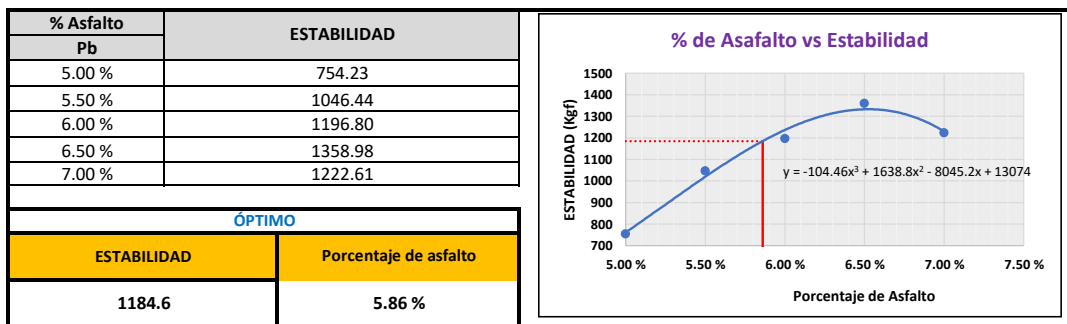 % Asfalto
ESTABILIDAD
Pb
5.00 % 754.23
5.50 % 1046.44
6.00 % 1196.80
6.50 % 1358.98
7.00 % 1222.61
ÓPTIMO
ESTABILIDAD Porcentaje de asfalto
1184.6 5.86 %
% de Asafalto vs Estabilidad
ESTABILIDAD (Kgf)
1500
1400
1300
1200
1100
1000
900
800
700
y = -104.46x³ + 1638.8x² - 8045.2x + 13074
5.00 % 5.50 % 6.00 % 6.50 % 7.00 % 7.50 %
Porcentaje de Asfalto